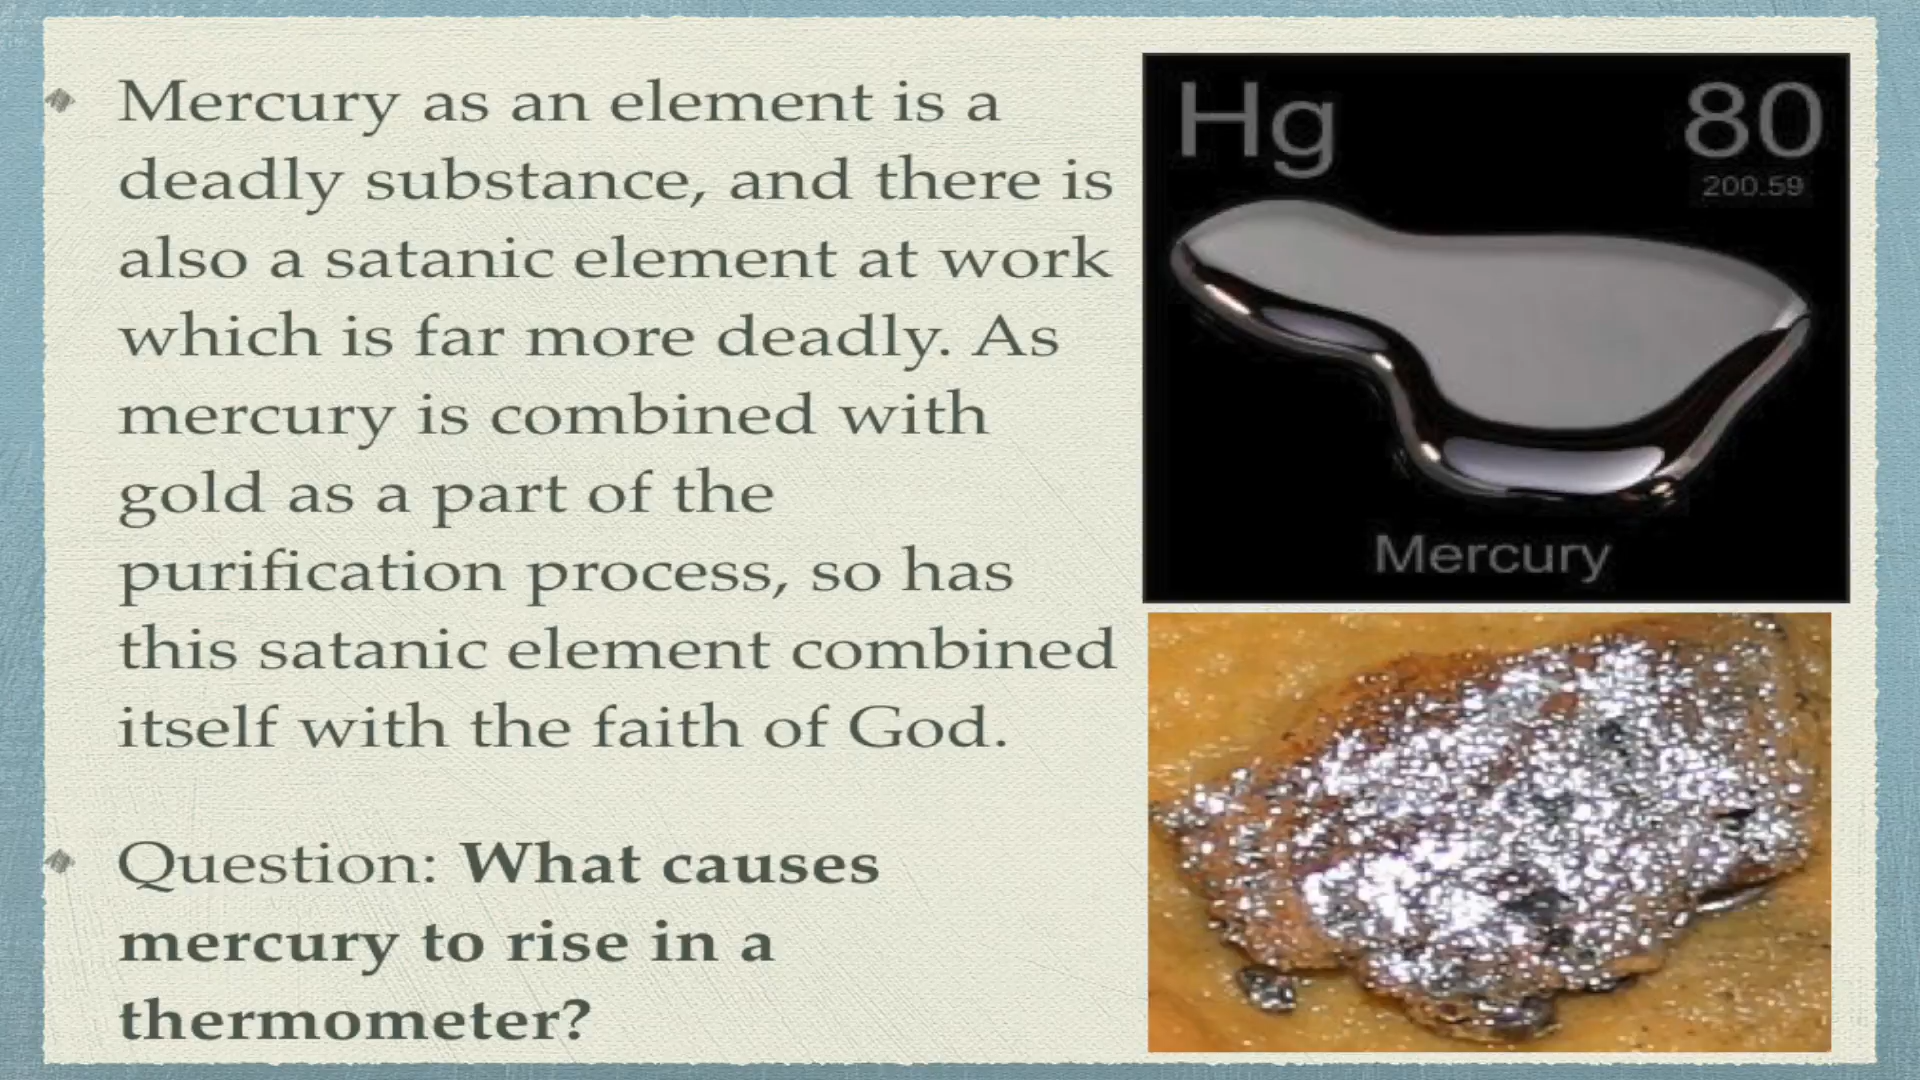 Mercury as an element is a
deadly substance, and there is
also a satanic element at work
which is far more deadly. As
mercury is combined with
gold as a part of the
purification process, so has
this satanic element combined
itself with the faith of God.
Question: What causes
mercury to rise in a
thermometer?
Hg 80
200.59
Mercury